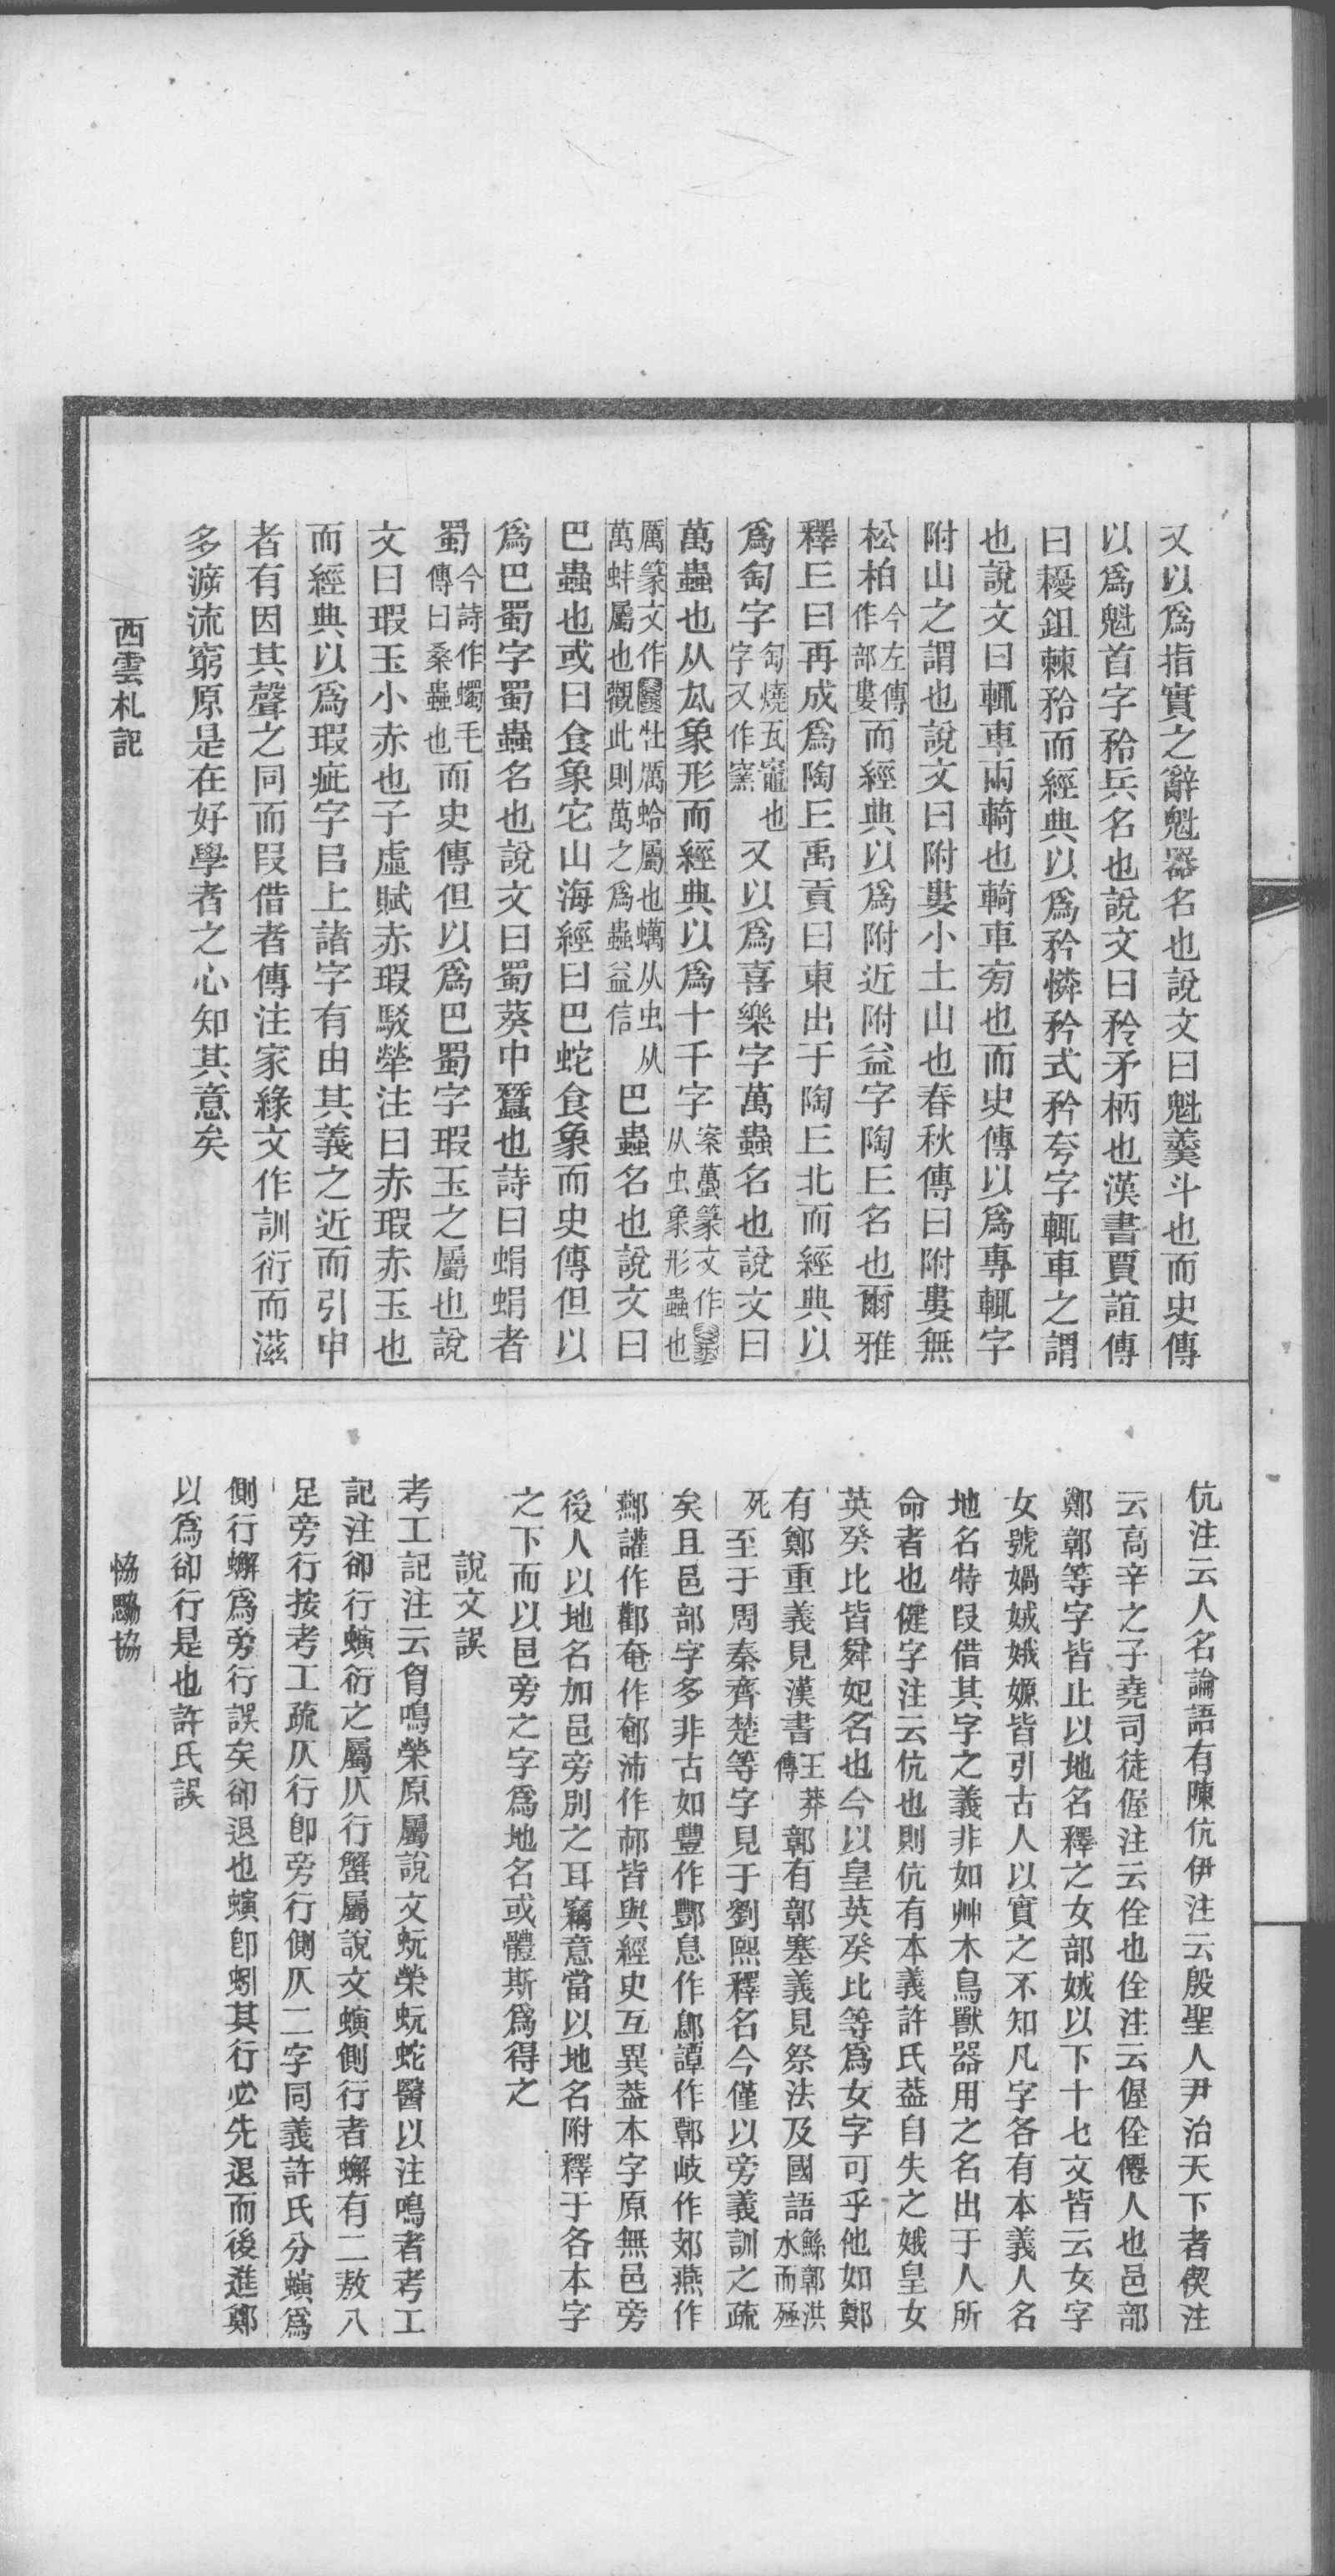 又以爲指實之辭魁器名也說文曰魁羹斗也而史傳
以爲魁首字矜兵名也說文曰矜矛柄也漢書賈誼傳
曰櫌鉏棘矜而經典以爲矜憐矜式矜夸字輒車之謂
也說文曰輒車兩輢也輢車旁也而史傳以爲專輒字
附山之謂也說文曰附婁小土山也春秋傳曰附婁無
松柏今左傳作部婁而經典以爲附近附益字陶丘名也爾雅
釋丘曰再成爲陶丘禹貢曰東出于陶丘北而經典以
爲匋字匋燒瓦竈也字又作窯又以爲喜樂字萬蟲名也說文曰
萬蟲也从厹象形而經典以爲十千字案蠆篆文作从虫象形蟲也
厲篆文作牡厲蛤屬也蠣从虫从萬蚌屬也觀此則萬之爲蟲益信巴蟲名也說文曰
巴蟲也或曰食象它山海經曰巴蛇食象而史傳但以
爲巴蜀字蜀蟲名也說文曰蜀葵中蠶也詩曰蜎蜎者
蜀今詩作蠋毛傳曰桑蟲也而史傳但以爲巴蜀字瑕玉之屬也說
文曰瑕玉小赤也子虛賦赤瑕駁犖注曰赤瑕赤玉也
而經典以爲瑕疵字㠯上諸字有由其義之近而引申
者有因其聲之同而叚借者傳注家緣文作訓衍而滋
多㴑流窮原是在好學者之心知其意矣
西雲札記
伉注云人名論語有陳伉伊注云殷聖人尹治天下者偰注
云高辛之子堯司徒偓注云佺也佺注云偓佺僊人也邑部
鄭鄣等字皆止以地名釋之女部娀以下十七文皆云女字
女號媧娀娥嫄皆引古人以實之不知凡字各有本義人名
地名特叚借其字之義非如艸木鳥獸器用之名出于人所
命者也健字注云伉也則伉有本義許氏葢自失之娥皇女
英癸比皆舜妃名也今以皇英癸比等爲女字可乎他如鄭
有鄭重義見漢書王莽傳鄣有鄣塞義見祭法及國語鯀鄣洪水而殛
死至于周秦齊楚等字見于劉熙釋名今僅以旁義訓之疏
矣且邑部字多非古如豐作酆息作鄎譚作鄿岐作𨙸燕作
酀讙作酄奄作郁沛作邟皆與經史互異葢本字原無邑旁
後人以地名加邑旁別之耳竊意當以地名附釋于各本字
之下而以邑旁之字爲地名或體斯爲得之
說文誤
考工記注云胷鳴榮原屬說文蚖榮蚖蛇醫以注鳴者考工
記注卻行螾衍之屬仄行蟹屬說文螾側行者蠏有二敖八
足旁行按考工疏仄行卽旁行側仄二字同義許氏分螾爲
側行蠏爲旁行誤矣卻退也螾卽蚓其行必先退而後進鄭
以爲卻行是也許氏誤
恊勰協